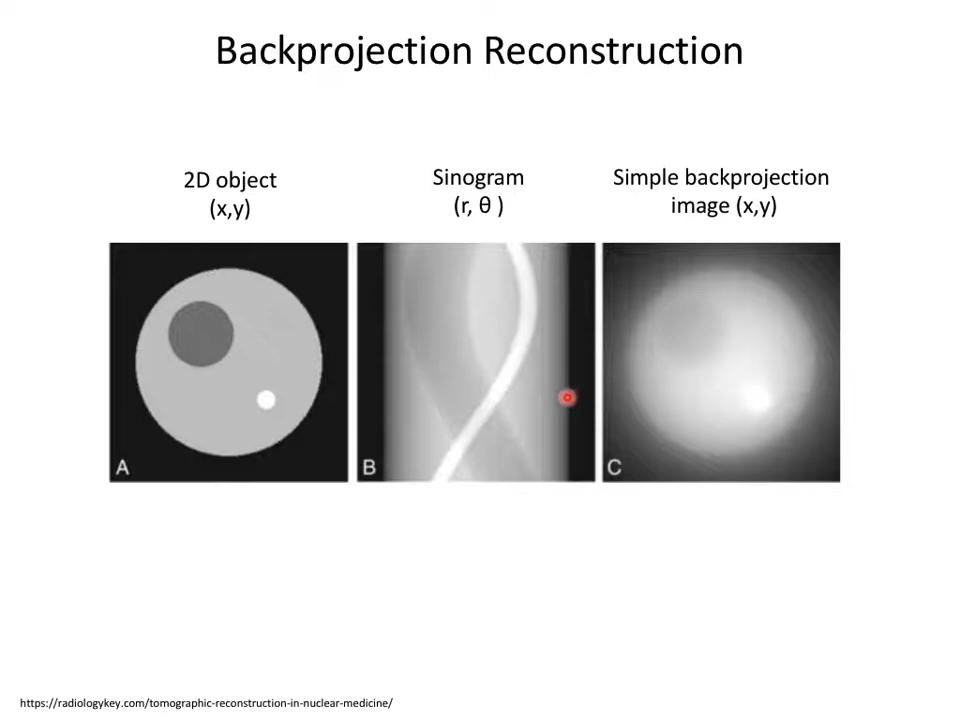 Backprojection Reconstruction
2D object
(x,y)
Sinogram
(r, θ )
Simple backprojection
image (x,y)
A
B
C
https://radiologykey.com/tomographic-reconstruction-in-nuclear-medicine/